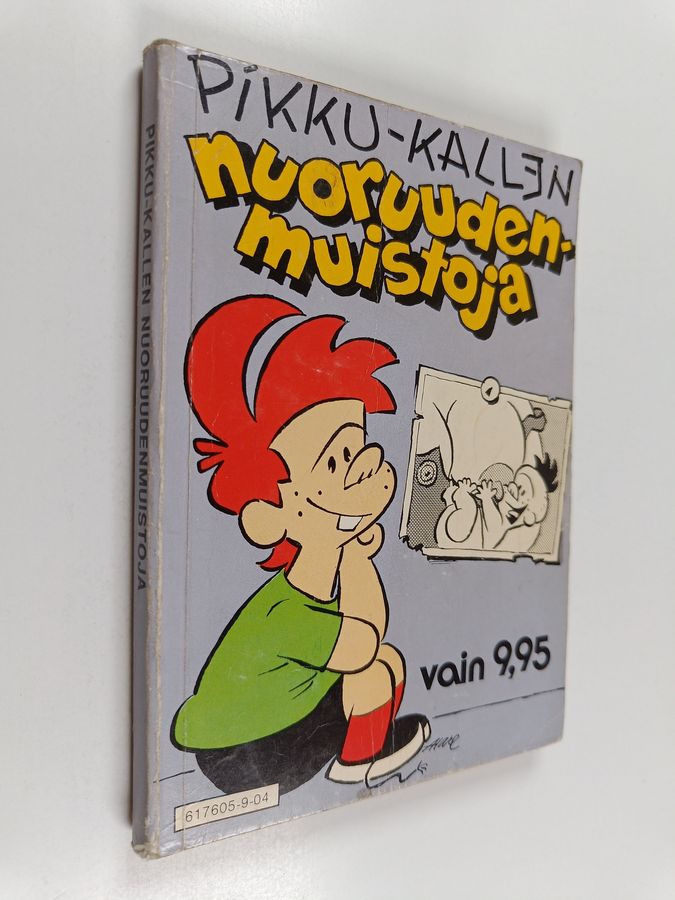 PIKKU-KALLEN
nuoruuden-
muistoja
vain 9,95
617605-9-04
PIKKU-KALLEN NUORUUDENMUISTOJA